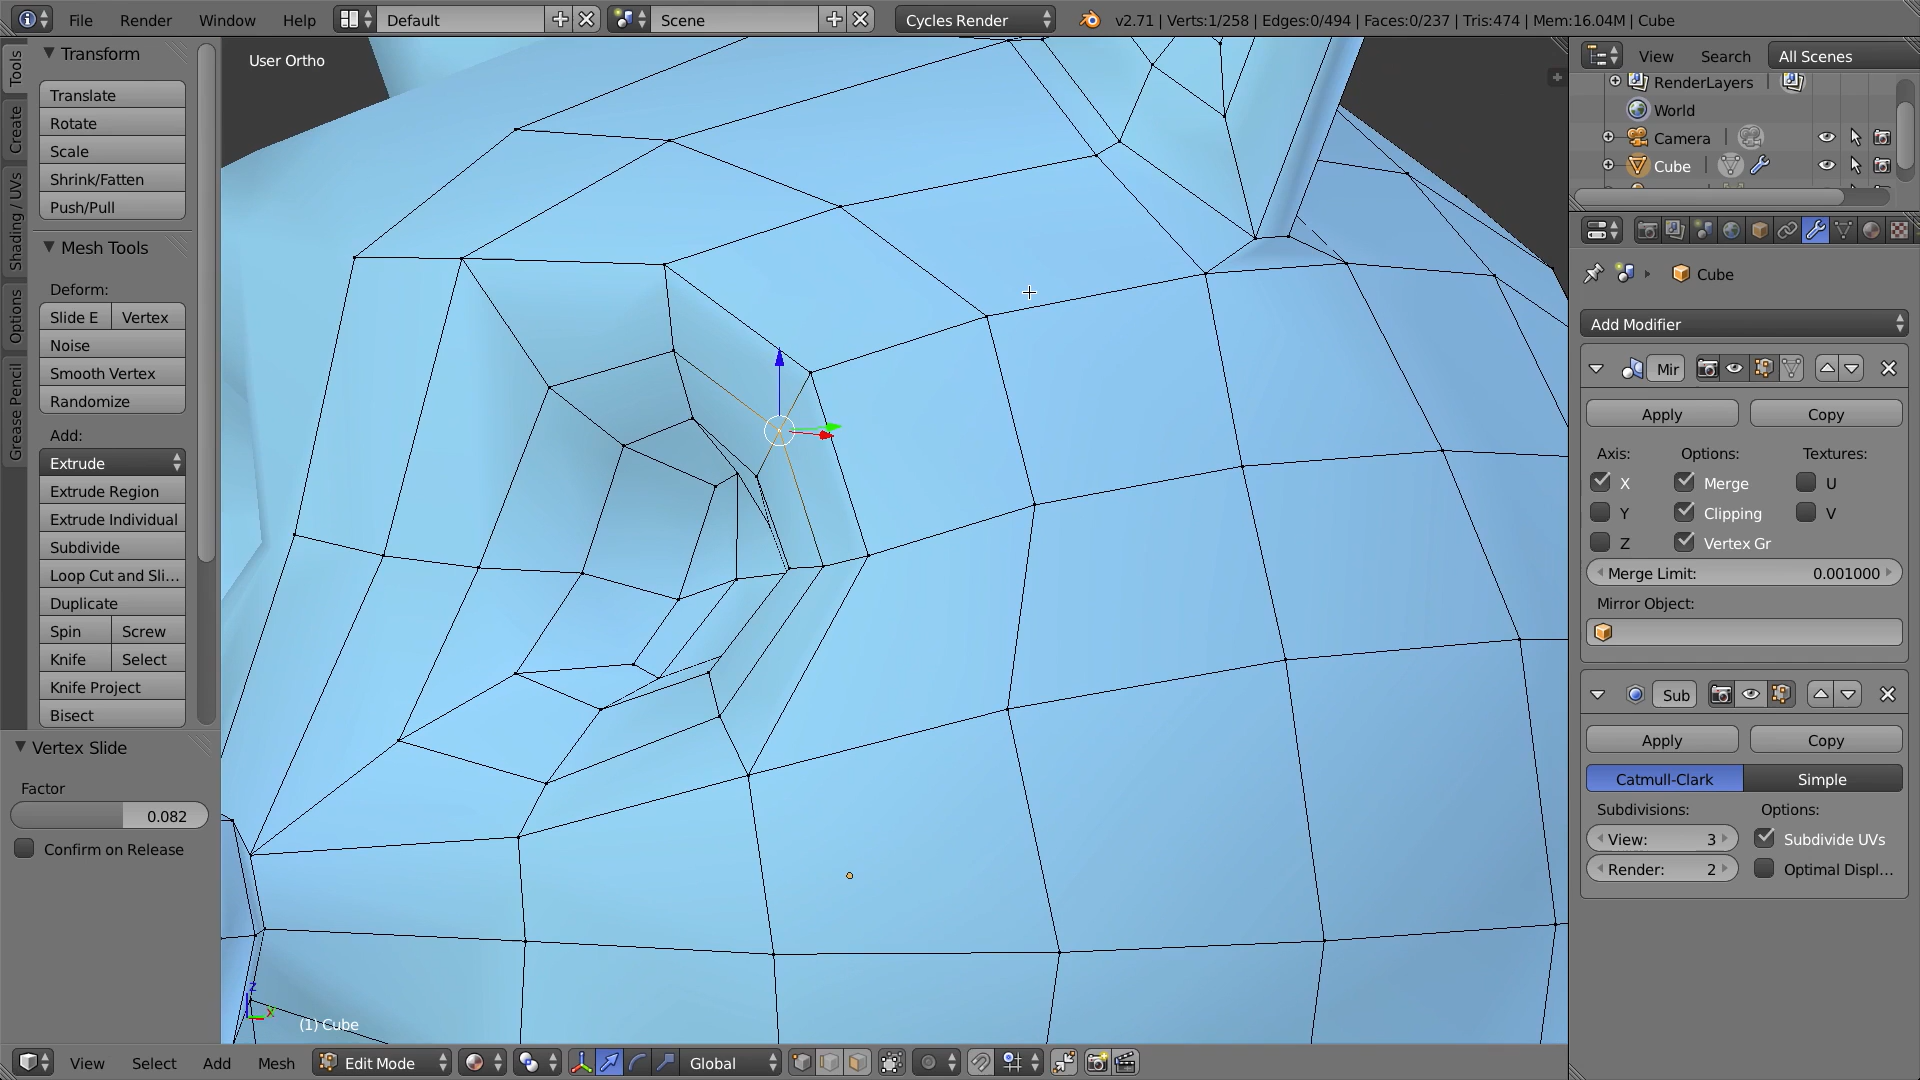 File Render Window Help Default Scene Cycles Render v2.71 | Verts:1/258 | Edges:0/494 | Faces:0/237 | Tris:474 | Mem:16.04M | Cube
Tools
Create
Shading / UVs
Options
Grease Pencil
Transform
Translate
Rotate
Scale
Shrink/Fatten
Push/Pull
Mesh Tools
Deform:
Slide E Vertex
Noise
Smooth Vertex
Randomize
Add:
Extrude
Extrude Region
Extrude Individual
Subdivide
Loop Cut and Sli...
Duplicate
Spin Screw
Knife Select
Knife Project
Bisect
Vertex Slide
Factor
0.082
Confirm on Release
User Ortho
z
x
(1) Cube
View Select Add Mesh Edit Mode Global
View Search All Scenes
RenderLayers
World
Camera
Cube
Cube
Add Modifier
Mir
Apply Copy
Axis: Options: Textures:
X Merge U
Y Clipping V
Z Vertex Gr
Merge Limit: 0.001000
Mirror Object:
Sub
Apply Copy
Catmull-Clark Simple
Subdivisions: Options:
View: 3 Subdivide UVs
Render: 2 Optimal Displ...